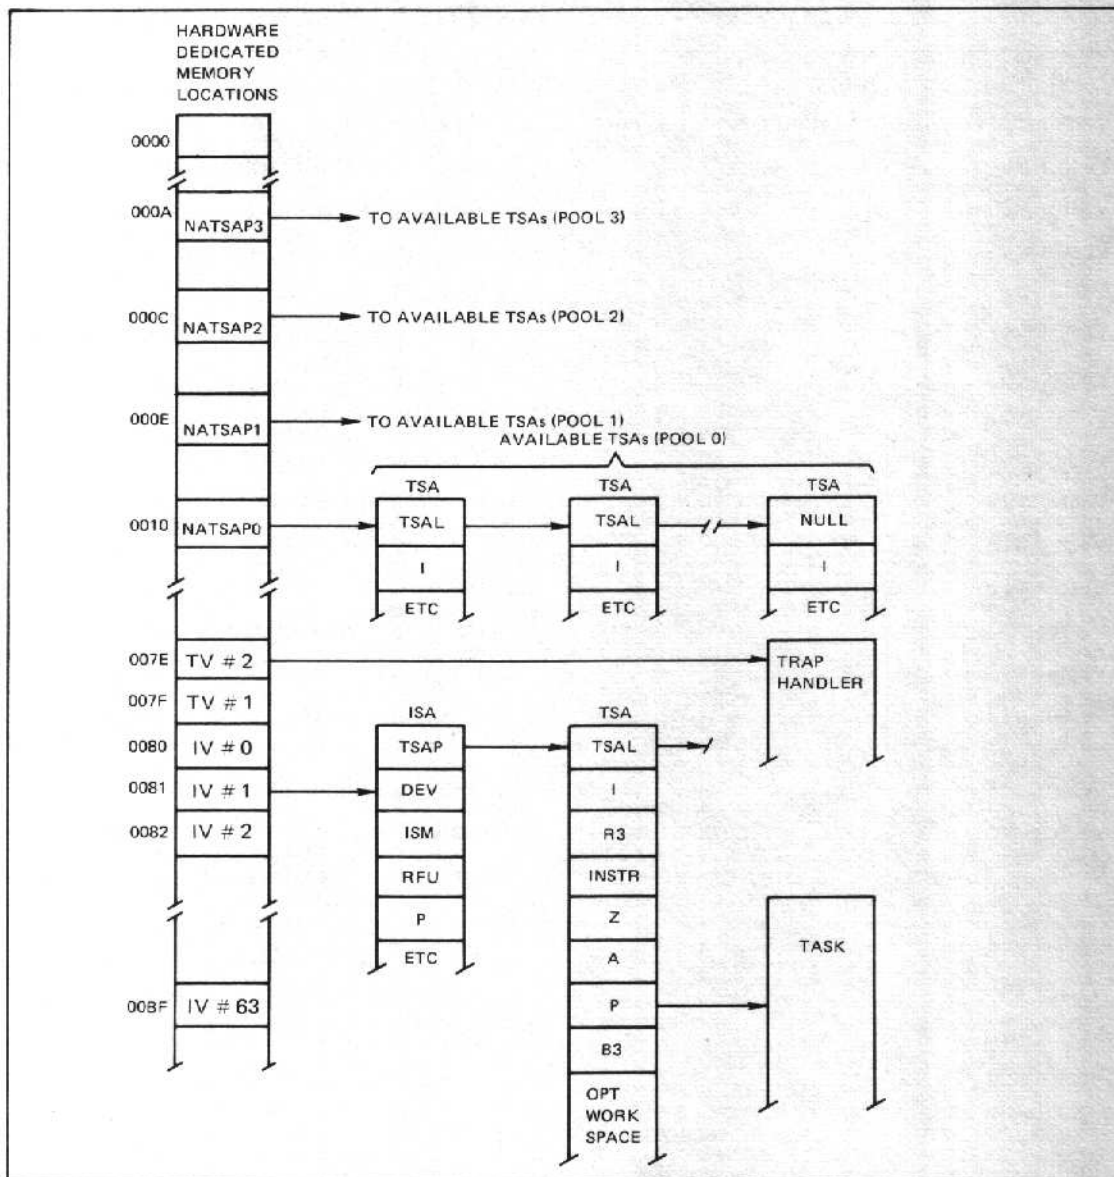 HARDWARE
DEDICATED
MEMORY
LOCATIONS
0000
000A
NATSAP3
TO AVAILABLE TSAs (POOL 3)
000C
NATSAP2
TO AVAILABLE TSAs (POOL 2)
000E
NATSAP1
TO AVAILABLE TSAs (POOL 1)
AVAILABLE TSAs (POOL 0)
TSA TSA TSA
0010 NATSAP0 TSAL TSAL NULL
I I I
ETC ETC ETC
007E TV # 2
TRAP
HANDLER
007F TV # 1
ISA TSA
0080 IV # 0 TSAP TSAL
0081 IV # 1 DEV I
0082 IV # 2 ISM R3
RFU INSTR
P Z
ETC A
TASK
00BF IV # 63 P
B3
OPT
WORK
SPACE